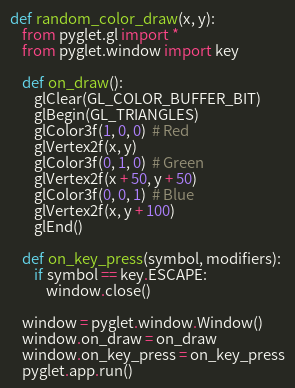 def random_color_draw(x, y):
    from pyglet.gl import *
    from pyglet.window import key

    def on_draw():
        glClear(GL_COLOR_BUFFER_BIT)
        glBegin(GL_TRIANGLES)
        glColor3f(1, 0, 0)  # Red
        glVertex2f(x, y)
        glColor3f(0, 1, 0)  # Green
        glVertex2f(x + 50, y + 50)
        glColor3f(0, 0, 1)  # Blue
        glVertex2f(x, y + 100)
        glEnd()

    def on_key_press(symbol, modifiers):
        if symbol == key.ESCAPE:
            window.close()

    window = pyglet.window.Window()
    window.on_draw = on_draw
    window.on_key_press = on_key_press
    pyglet.app.run()